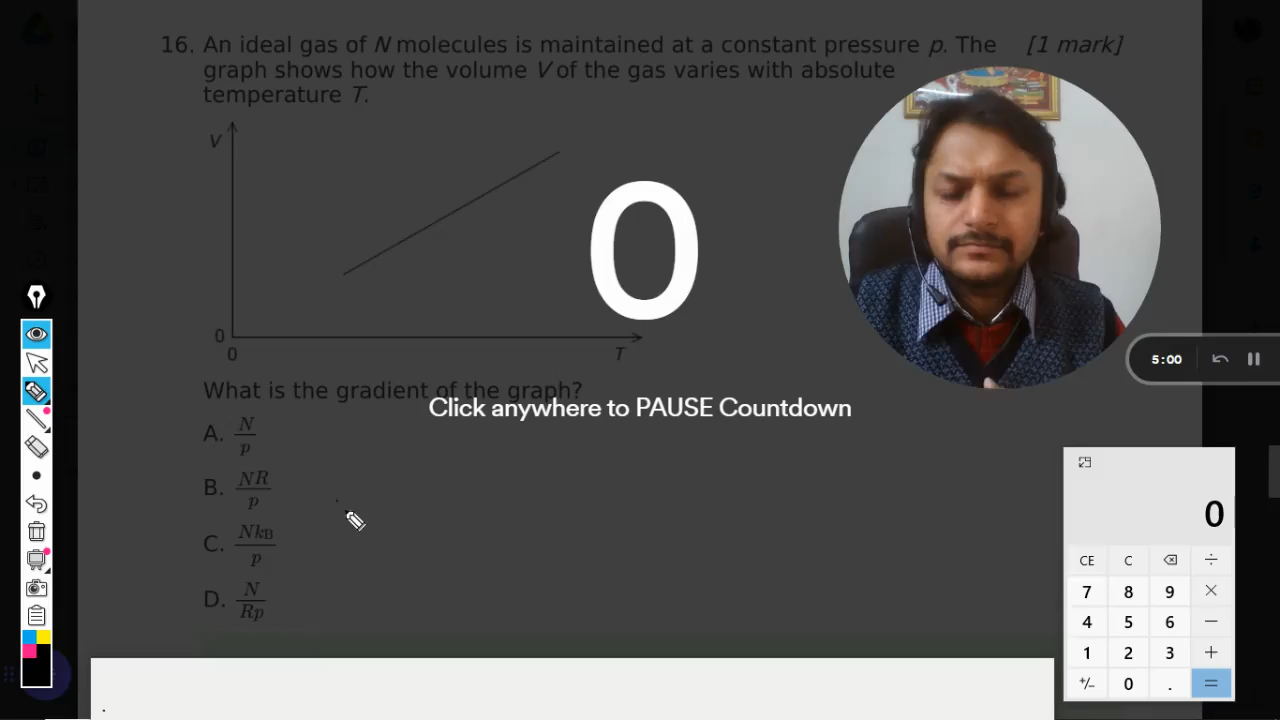 16. An ideal gas of N molecules is maintained at a constant pressure p. The [1 mark]
graph shows how the volume V of the gas varies with absolute
temperature T.
V
0
0
T
0
What is the gradient of the graph?
Click anywhere to PAUSE Countdown
A. N/p
B. NR/p
C. Nk_B/p
D. N/Rp
5:00
0
CE C ⌫ ÷
7 8 9 ×
4 5 6 −
1 2 3 +
+/− 0 . =
.